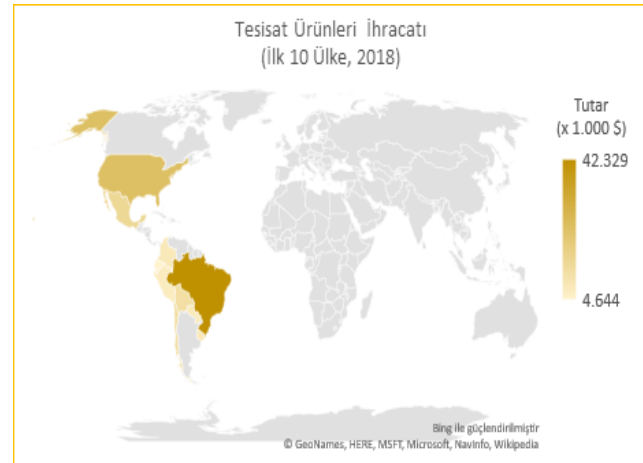 Tesisat Ürünleri İhracatı
(İlk 10 Ülke, 2018)
Tutar
(x 1.000 $)
42.329
4.644
Bing ile güçlendirilmiştir
© GeoNames, HERE, MSFT, Microsoft, NavInfo, Wikipedia